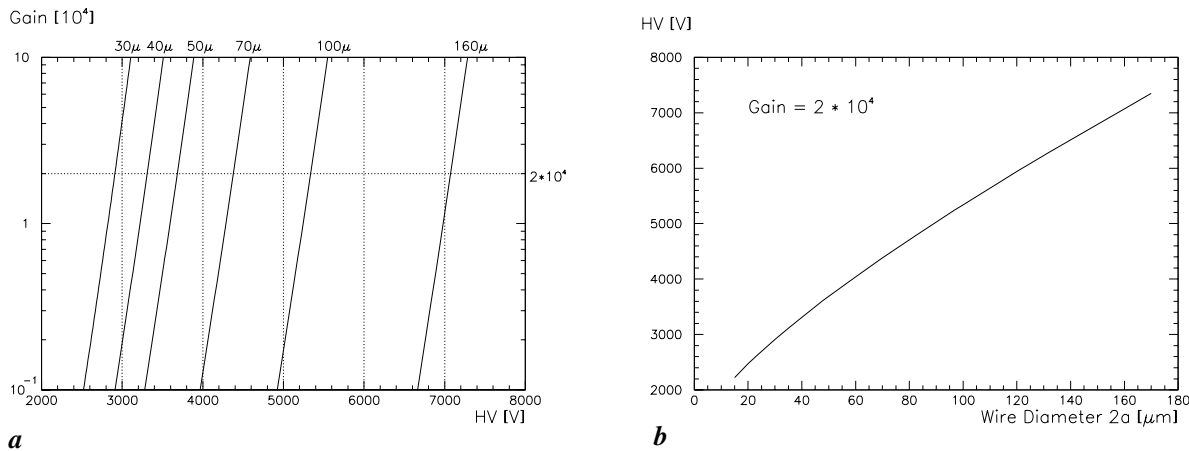 Gain [10⁴]
30μ 40μ 50μ 70μ 100μ 160μ
10
2*10⁴
1
10⁻¹
2000 3000 4000 5000 6000 7000 8000
HV [V]
a
HV [V]
8000
Gain = 2 * 10⁴
7000
6000
5000
4000
3000
2000
0 20 40 60 80 100 120 140 160 180
Wire Diameter 2a [μm]
b